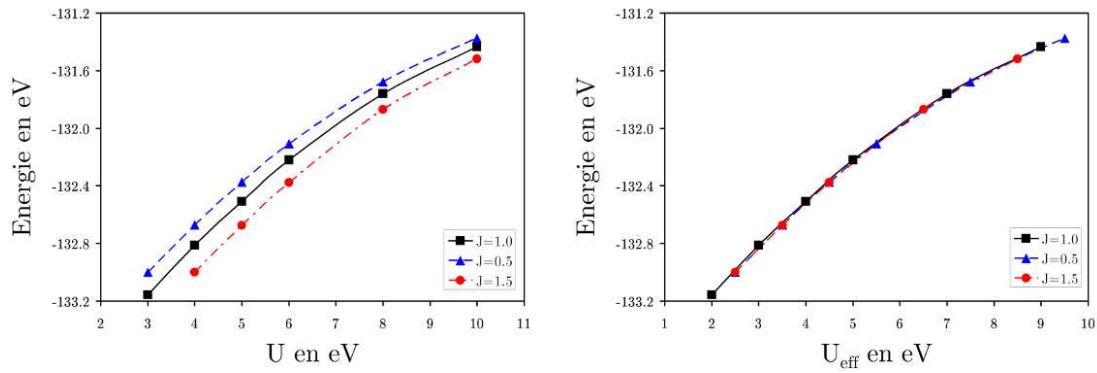 -131.2
-131.6
-132.0
-132.4
-132.8
-133.2
Energie en eV
2 3 4 5 6 7 8 9 10 11
U en eV
J=1.0
J=0.5
J=1.5
-131.2
-131.6
-132.0
-132.4
-132.8
-133.2
Energie en eV
1 2 3 4 5 6 7 8 9 10
U_eff en eV
J=1.0
J=0.5
J=1.5